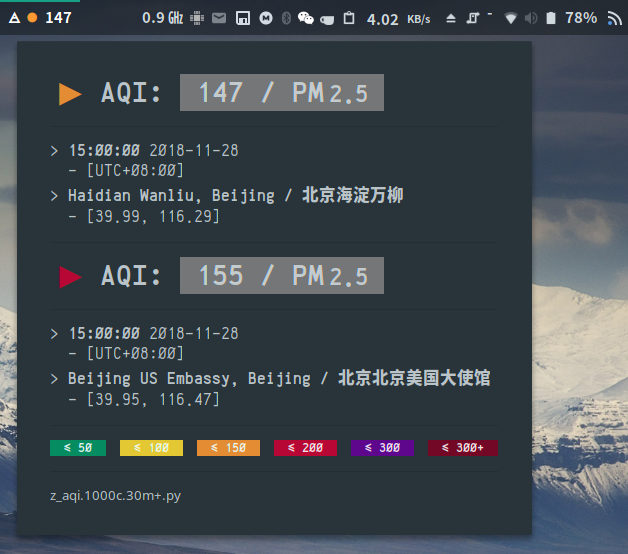 147 0.9 GHz 4.02 KB/s 78%
AQI: 147 / PM2.5
> 15:00:00 2018-11-28
- [UTC+08:00]
> Haidian Wanliu, Beijing / 北京海淀万柳
- [39.99, 116.29]
AQI: 155 / PM2.5
> 15:00:00 2018-11-28
- [UTC+08:00]
> Beijing US Embassy, Beijing / 北京北京美国大使馆
- [39.95, 116.47]
⩽ 50 ⩽ 100 ⩽ 150 ⩽ 200 ⩽ 300 ⩽ 300+
z_aqi.1000c.30m+.py